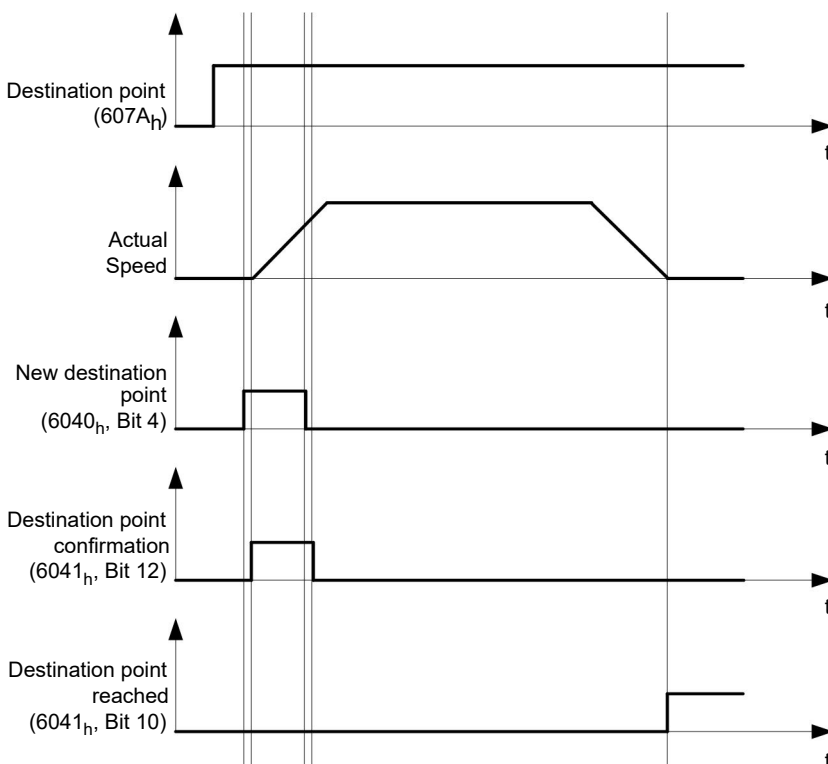 Destination point
(607Ah)
t
Actual
Speed
t
New destination
point
(6040h, Bit 4)
t
Destination point
confirmation
(6041h, Bit 12)
t
Destination point
reached
(6041h, Bit 10)
t